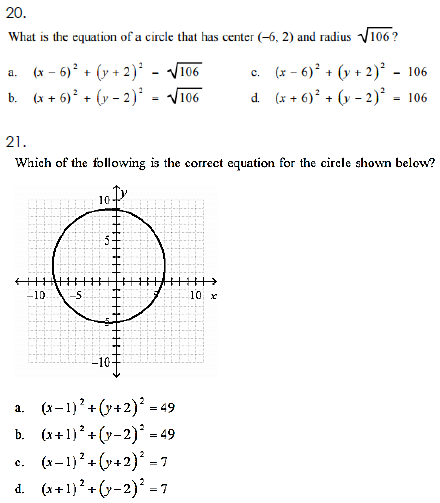 20.
What is the equation of a circle that has center (–6, 2) and radius √106 ?
a. (x – 6)² + (y + 2)² - √106
c. (x – 6)² + (y + 2)² - 106
b. (x + 6)² + (y – 2)² = √106
d. (x + 6)² + (y – 2)² = 106
21.
Which of the following is the correct equation for the circle shown below?
y
10
5
–10 –5 5 10 x
–5
–10
a. (x–1)² +(y+2)² =49
b. (x+1)² +(y–2)² =49
c. (x–1)² +(y+2)² =7
d. (x+1)² +(y–2)² =7